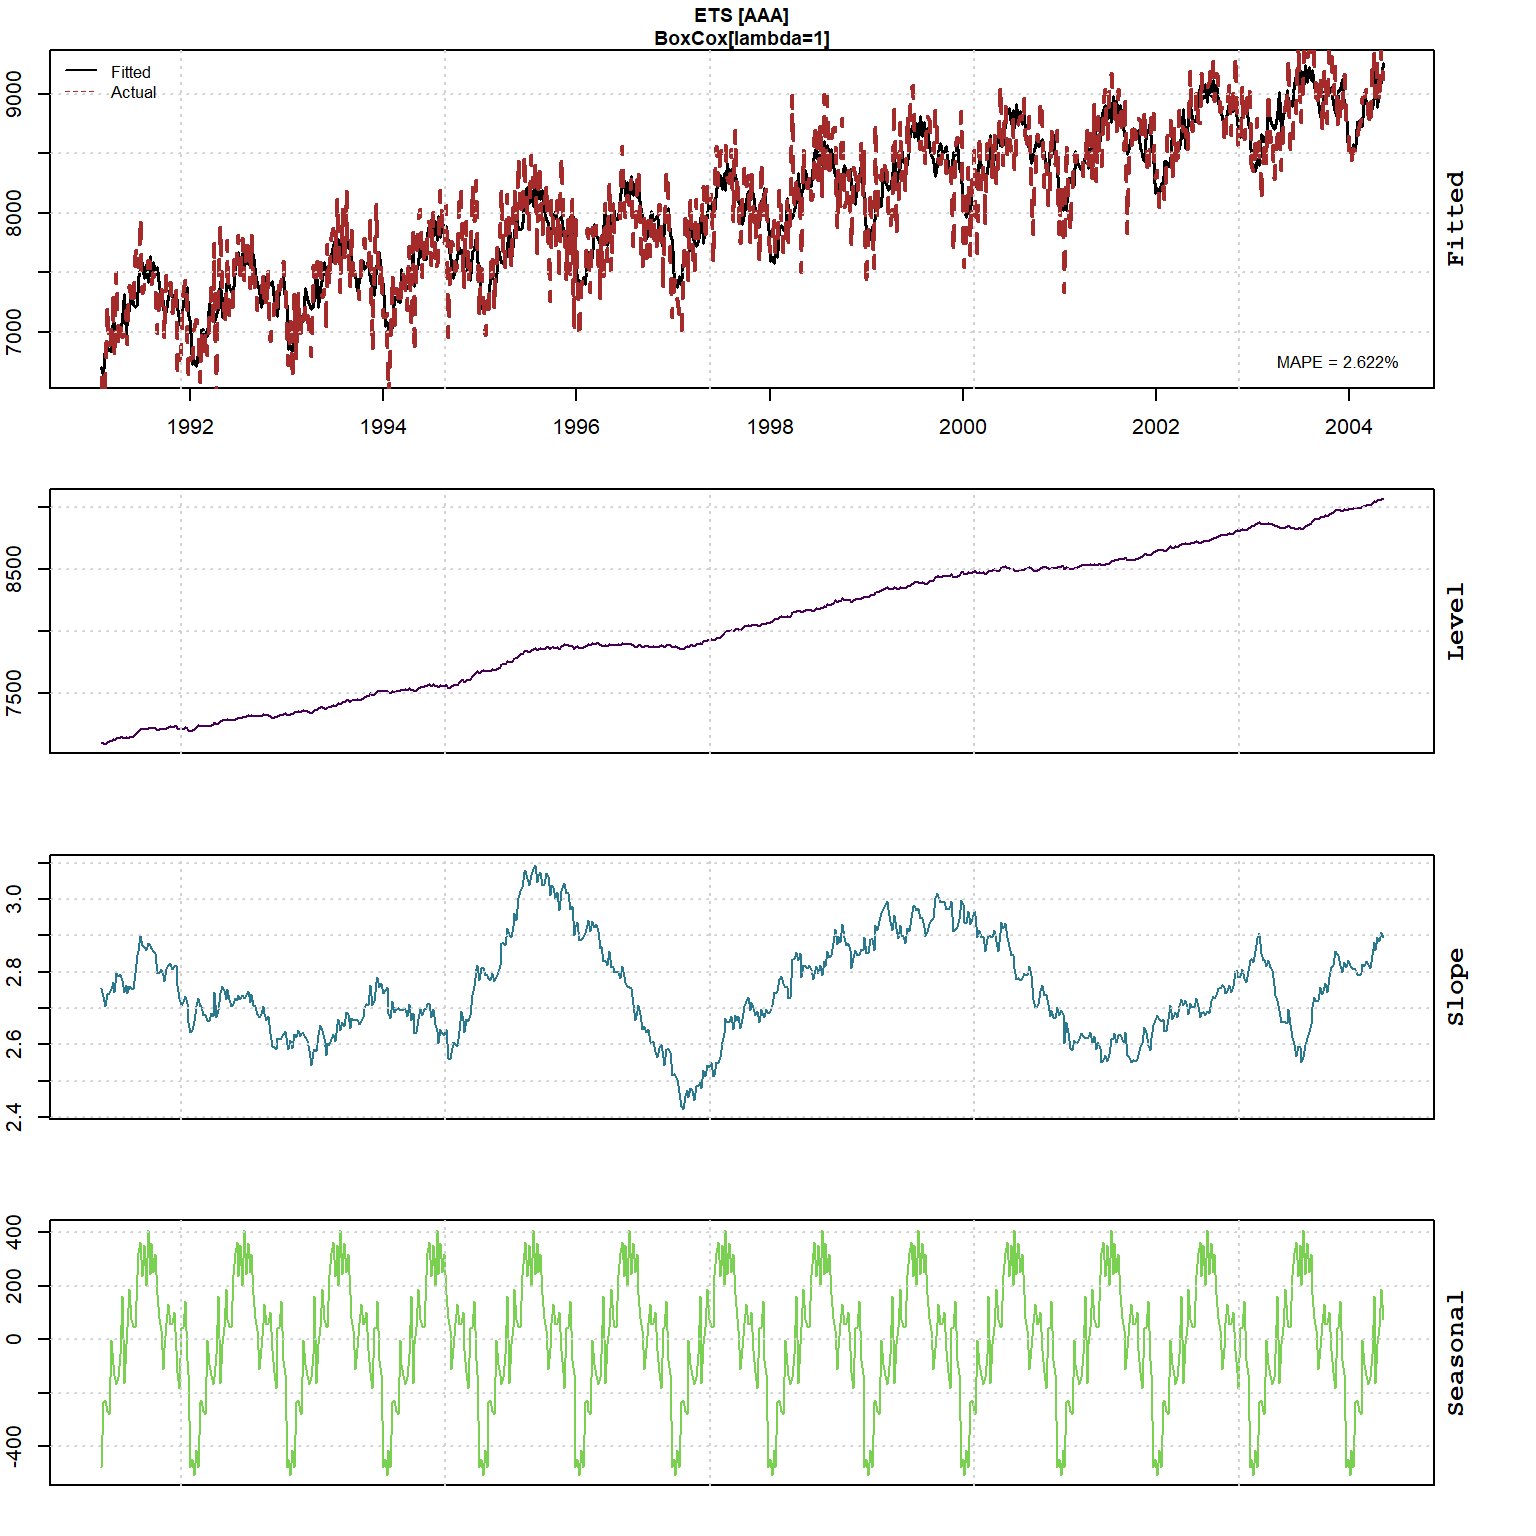 ETS [AAA]
BoxCox[lambda=1]
Fitted
Actual
9000
8000
7000
Fitted
MAPE = 2.622%
1992 1994 1996 1998 2000 2002 2004
8500
7500
Level
3.0
2.8
2.6
2.4
Slope
400
200
0
-400
Seasonal